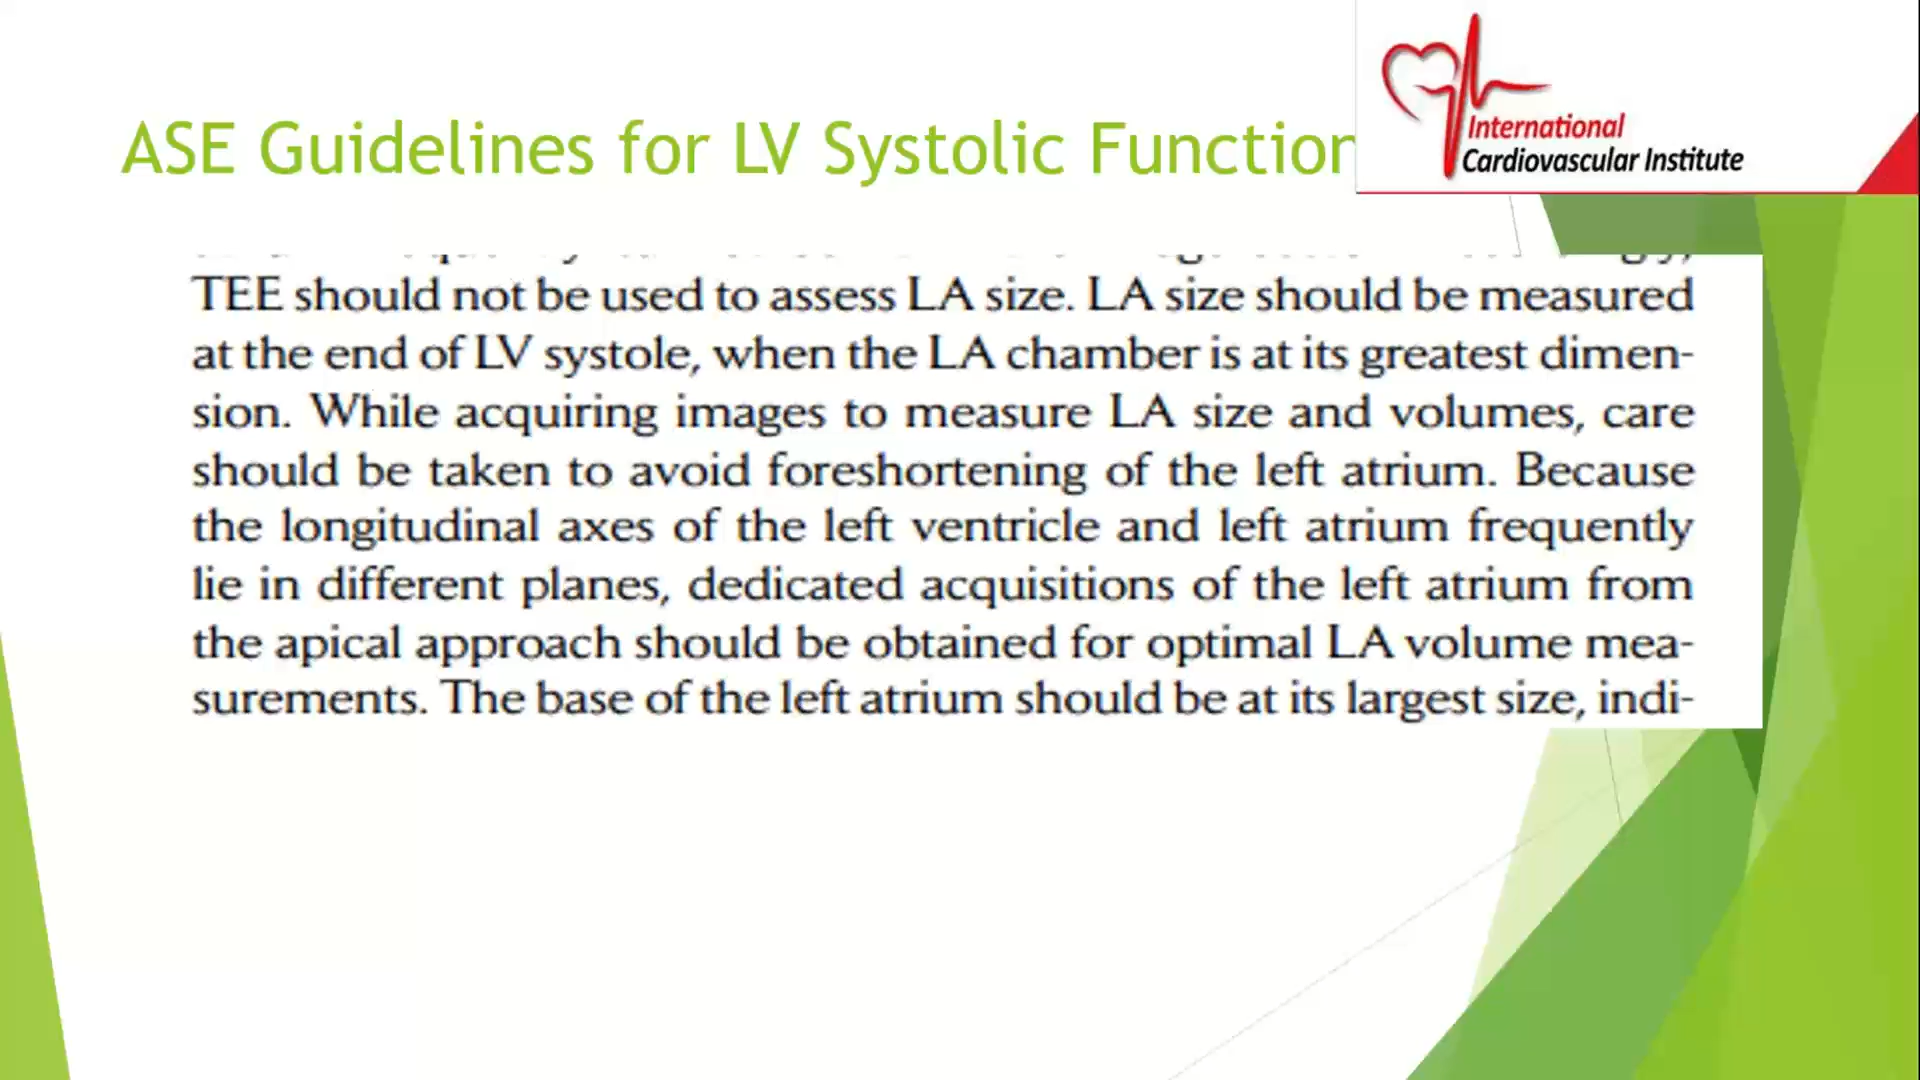 ASE Guidelines for LV Systolic Function
International
Cardiovascular Institute
TEE should not be used to assess LA size. LA size should be measured
at the end of LV systole, when the LA chamber is at its greatest dimen-
sion. While acquiring images to measure LA size and volumes, care
should be taken to avoid foreshortening of the left atrium. Because
the longitudinal axes of the left ventricle and left atrium frequently
lie in different planes, dedicated acquisitions of the left atrium from
the apical approach should be obtained for optimal LA volume mea-
surements. The base of the left atrium should be at its largest size, indi-